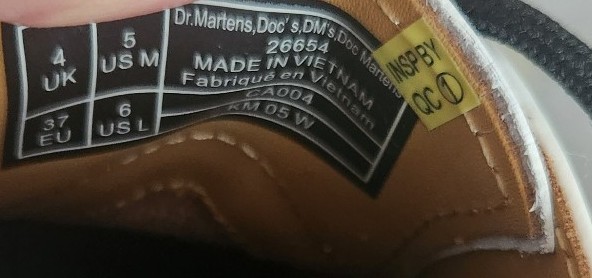 4
UK
5
US M
37
EU
6
US L
Dr.Martens,Doc's,DM's,Doc Martens
26654
MADE IN VIETNAM
Fabriqué en Vietnam
CA004
KM 05 W
INSP BY
QC 1